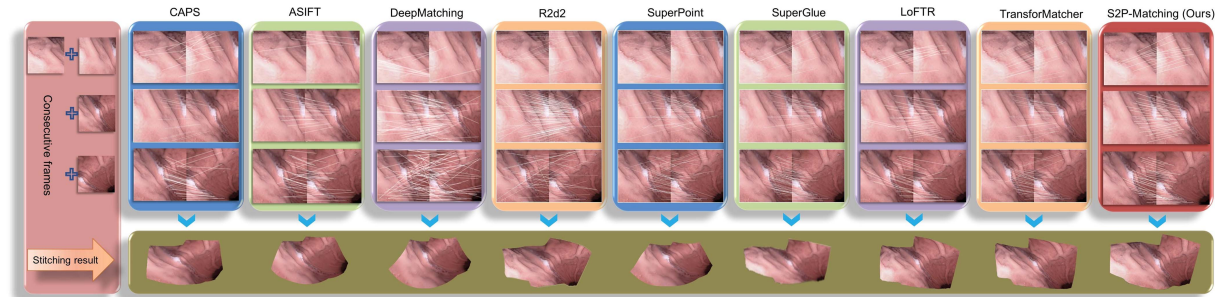 CAPS
ASIFT
DeepMatching
R2d2
SuperPoint
SuperGlue
LoFTR
TransforMatcher
S2P-Matching (Ours)
Consecutive frames
Stitching result